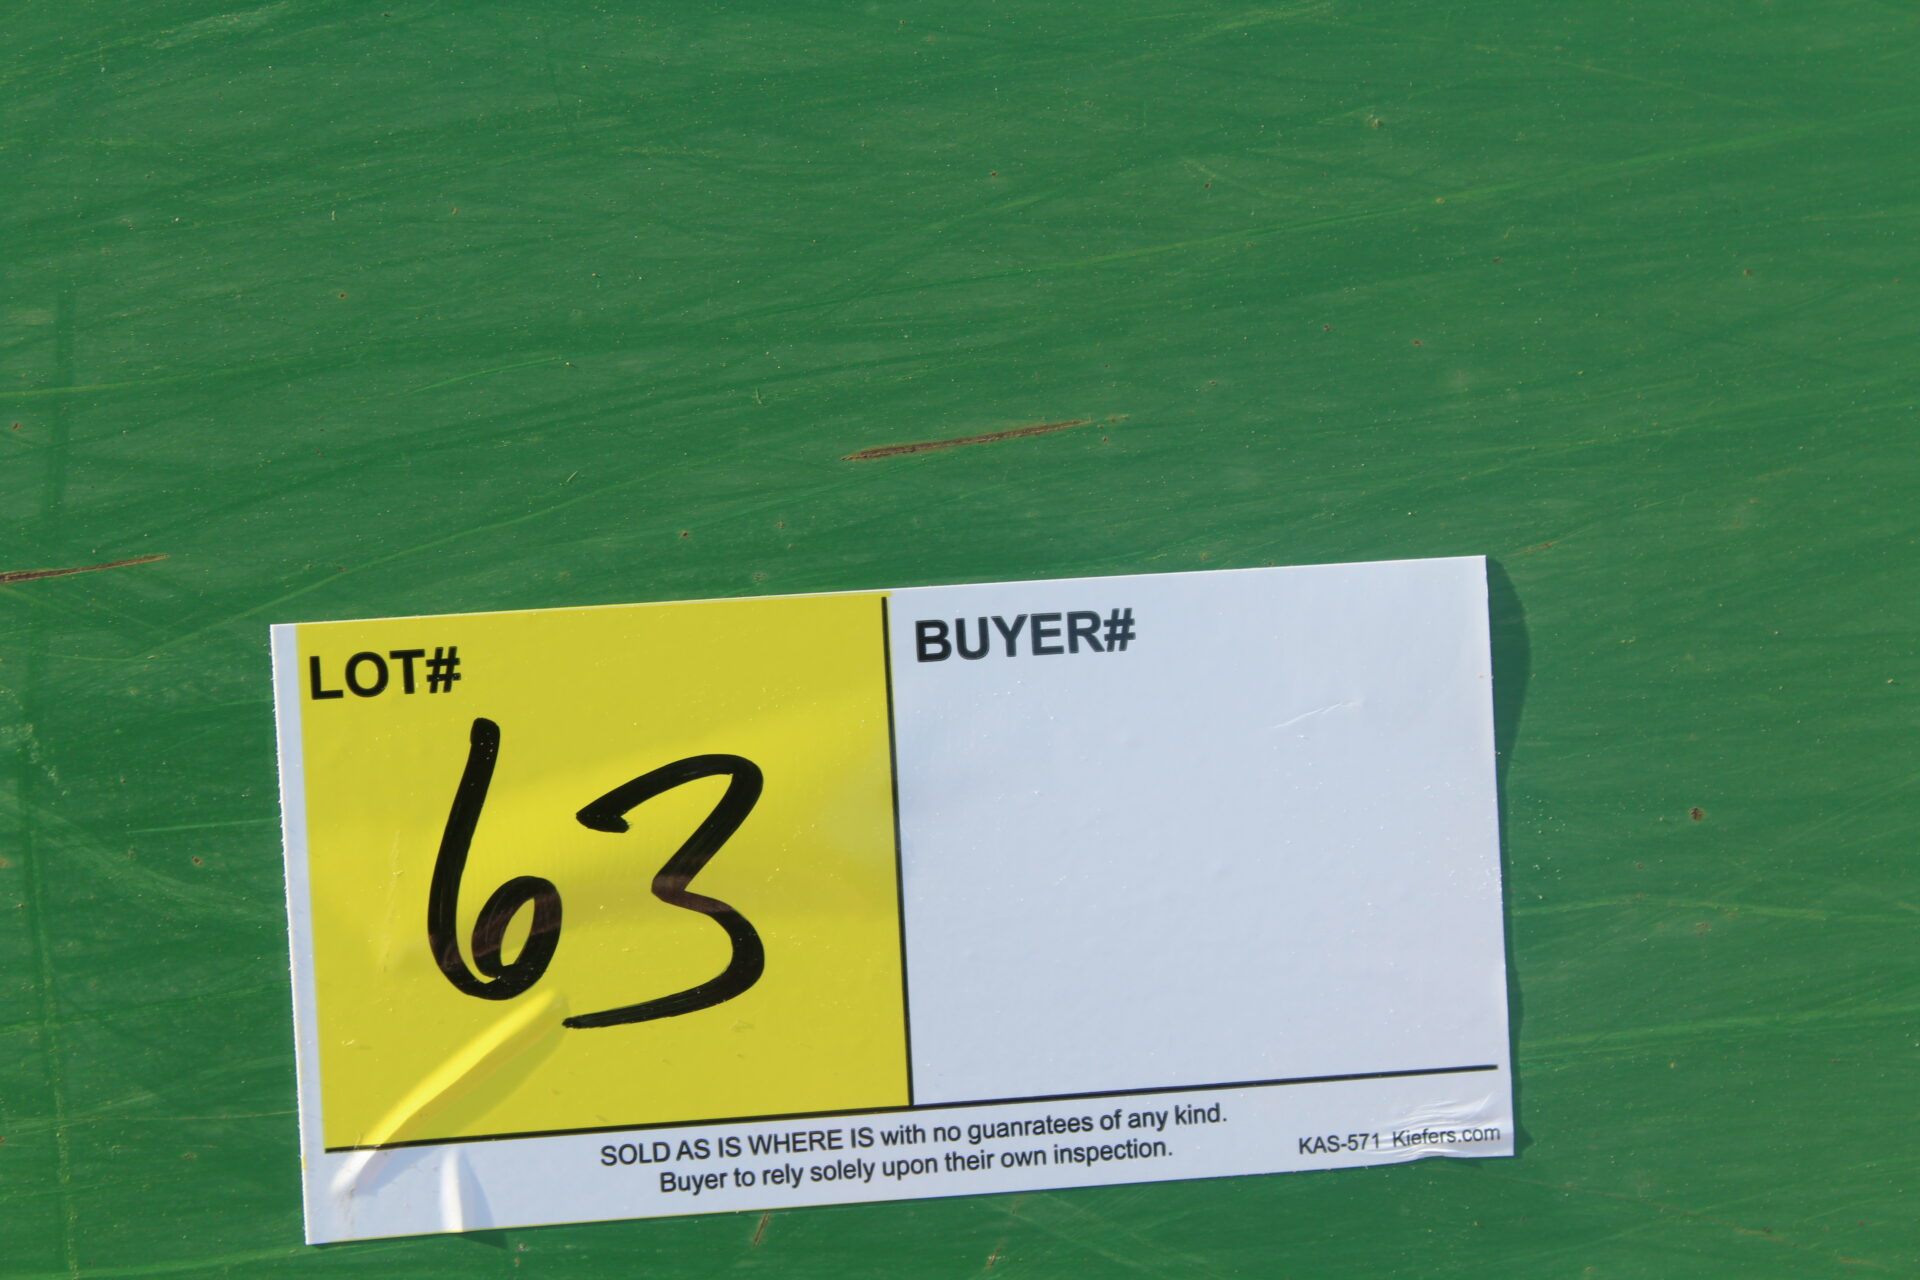 LOT#
63
BUYER#
SOLD AS IS WHERE IS with no guanratees of any kind.
Buyer to rely solely upon their own inspection.
KAS-571 Kiefers.com